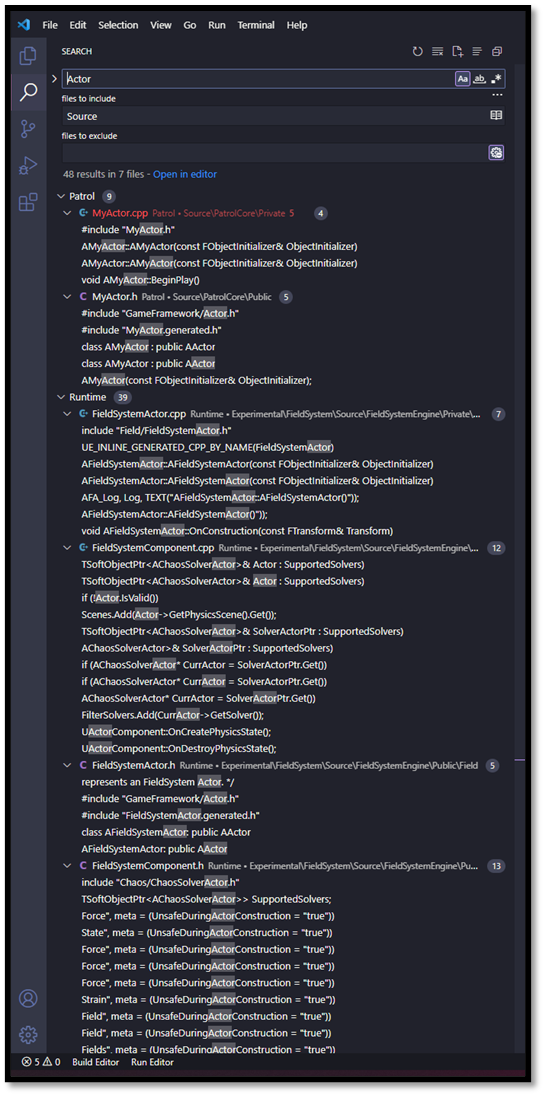 File Edit Selection View Go Run Terminal Help
SEARCH
Actor
Aa ab .*
files to include
Source
files to exclude
48 results in 7 files - Open in editor
Patrol 9
MyActor.cpp Patrol • Source\PatrolCore\Private 5 4
#include "MyActor.h"
AMyActor::AMyActor(const FObjectInitializer& ObjectInitializer)
AMyActor::AMyActor(const FObjectInitializer& ObjectInitializer)
void AMyActor::BeginPlay()
MyActor.h Patrol • Source\PatrolCore\Public 5
#include "GameFramework/Actor.h"
#include "MyActor.generated.h"
class AMyActor : public AActor
class AMyActor : public AActor
AMyActor(const FObjectInitializer& ObjectInitializer);
Runtime 39
FieldSystemActor.cpp Runtime • Experimental\FieldSystem\Source\FieldSystemEngine\Private\... 7
include "Field/FieldSystemActor.h"
UE_INLINE_GENERATED_CPP_BY_NAME(FieldSystemActor)
AFieldSystemActor::AFieldSystemActor(const FObjectInitializer& ObjectInitializer)
AFieldSystemActor::AFieldSystemActor(const FObjectInitializer& ObjectInitializer)
AFA_Log, Log, TEXT("AFieldSystemActor::AFieldSystemActor()"));
AFieldSystemActor::AFieldSystemActor()"));
void AFieldSystemActor::OnConstruction(const FTransform& Transform)
FieldSystemComponent.cpp Runtime • Experimental\FieldSystem\Source\FieldSystemEngine\... 12
TSoftObjectPtr<AChaosSolverActor>& Actor : SupportedSolvers)
TSoftObjectPtr<AChaosSolverActor>& Actor : SupportedSolvers)
if (!Actor.IsValid())
Scenes.Add(Actor->GetPhysicsScene().Get());
TSoftObjectPtr<AChaosSolverActor>& SolverActorPtr : SupportedSolvers)
AChaosSolverActor>& SolverActorPtr : SupportedSolvers)
if (AChaosSolverActor* CurrActor = SolverActorPtr.Get())
if (AChaosSolverActor* CurrActor = SolverActorPtr.Get())
AChaosSolverActor* CurrActor = SolverActorPtr.Get())
FilterSolvers.Add(CurrActor->GetSolver());
UActorComponent::OnCreatePhysicsState();
UActorComponent::OnDestroyPhysicsState();
FieldSystemActor.h Runtime • Experimental\FieldSystem\Source\FieldSystemEngine\Public\Field 5
represents an FieldSystem Actor. */
#include "GameFramework/Actor.h"
#include "FieldSystemActor.generated.h"
class AFieldSystemActor: public AActor
AFieldSystemActor: public AActor
FieldSystemComponent.h Runtime • Experimental\FieldSystem\Source\FieldSystemEngine\Pu... 13
include "Chaos/ChaosSolverActor.h"
TSoftObjectPtr<AChaosSolverActor>> SupportedSolvers;
Force", meta = (UnsafeDuringActorConstruction = "true"))
State", meta = (UnsafeDuringActorConstruction = "true"))
Force", meta = (UnsafeDuringActorConstruction = "true"))
Force", meta = (UnsafeDuringActorConstruction = "true"))
Force", meta = (UnsafeDuringActorConstruction = "true"))
Strain", meta = (UnsafeDuringActorConstruction = "true"))
Field", meta = (UnsafeDuringActorConstruction = "true"))
Field", meta = (UnsafeDuringActorConstruction = "true"))
Fields", meta = (UnsafeDuringActorConstruction = "true"))
5 0 Build Editor Run Editor